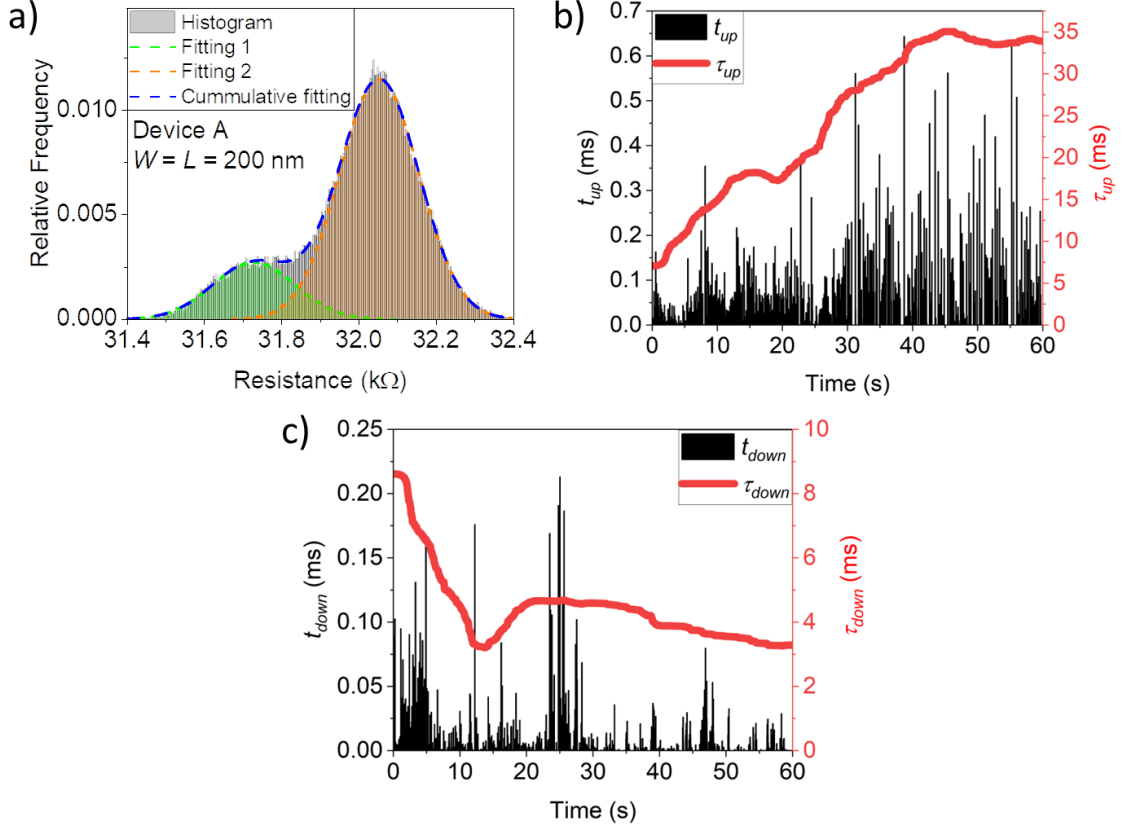 a)
Histogram
Fitting 1
Fitting 2
Cummulative fitting
Device A
W = L = 200 nm
0.010
0.005
0.000
Relative Frequency
31.4 31.6 31.8 32.0 32.2 32.4
Resistance (kΩ)
b)
t_up
τ_up
0.7
0.6
0.5
0.4
0.3
0.2
0.1
0.0
t_up (ms)
35
30
25
20
15
10
5
0
τ_up (ms)
0 10 20 30 40 50 60
Time (s)
c)
t_down
τ_down
0.25
0.20
0.15
0.10
0.05
0.00
t_down (ms)
10
8
6
4
2
0
τ_down (ms)
0 10 20 30 40 50 60
Time (s)